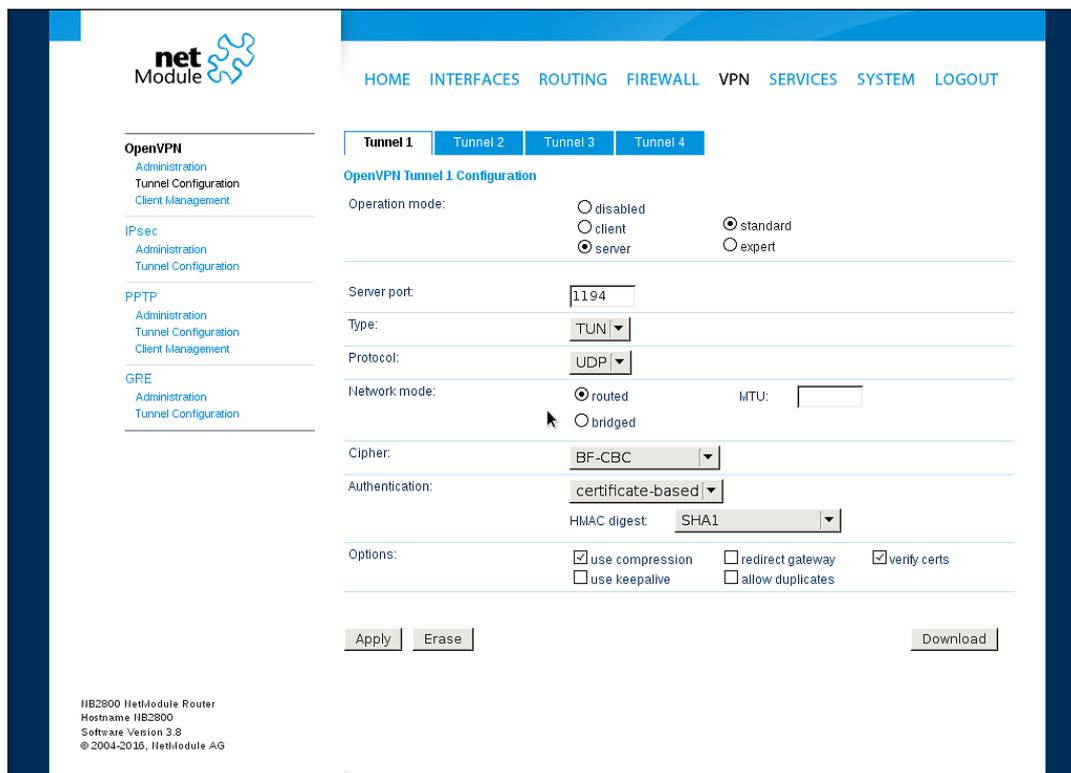 net
Module
HOME INTERFACES ROUTING FIREWALL VPN SERVICES SYSTEM LOGOUT
OpenVPN
Administration
Tunnel Configuration
Client Management
IPsec
Administration
Tunnel Configuration
PPTP
Administration
Tunnel Configuration
Client Management
GRE
Administration
Tunnel Configuration
Tunnel 1 Tunnel 2 Tunnel 3 Tunnel 4
OpenVPN Tunnel 1 Configuration
Operation mode:
disabled
client
server
standard
expert
Server port: 1194
Type: TUN
Protocol: UDP
Network mode: routed MTU:
bridged
Cipher: BF-CBC
Authentication: certificate-based
HMAC digest: SHA1
Options: use compression redirect gateway verify certs
use keepalive allow duplicates
Apply Erase Download
NB2800 NetModule Router
Hostname NB2800
Software Version 3.8
© 2004-2016, NetModule AG